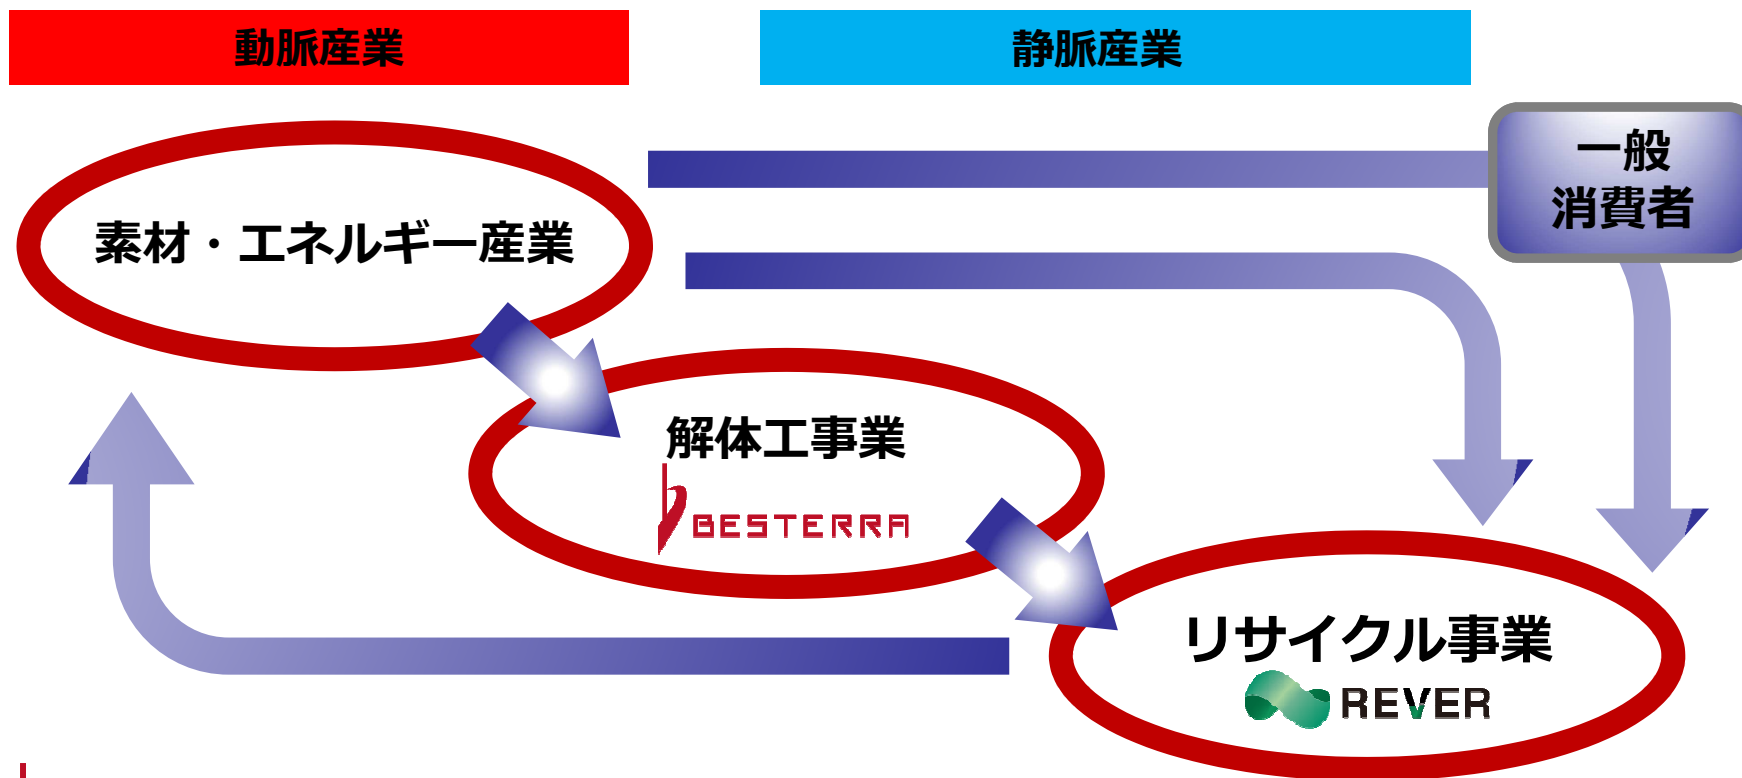 動脈産業
静脈産業
一般
消費者
素材・エネルギー産業
解体工事業
BESTERRA
リサイクル事業
REVER